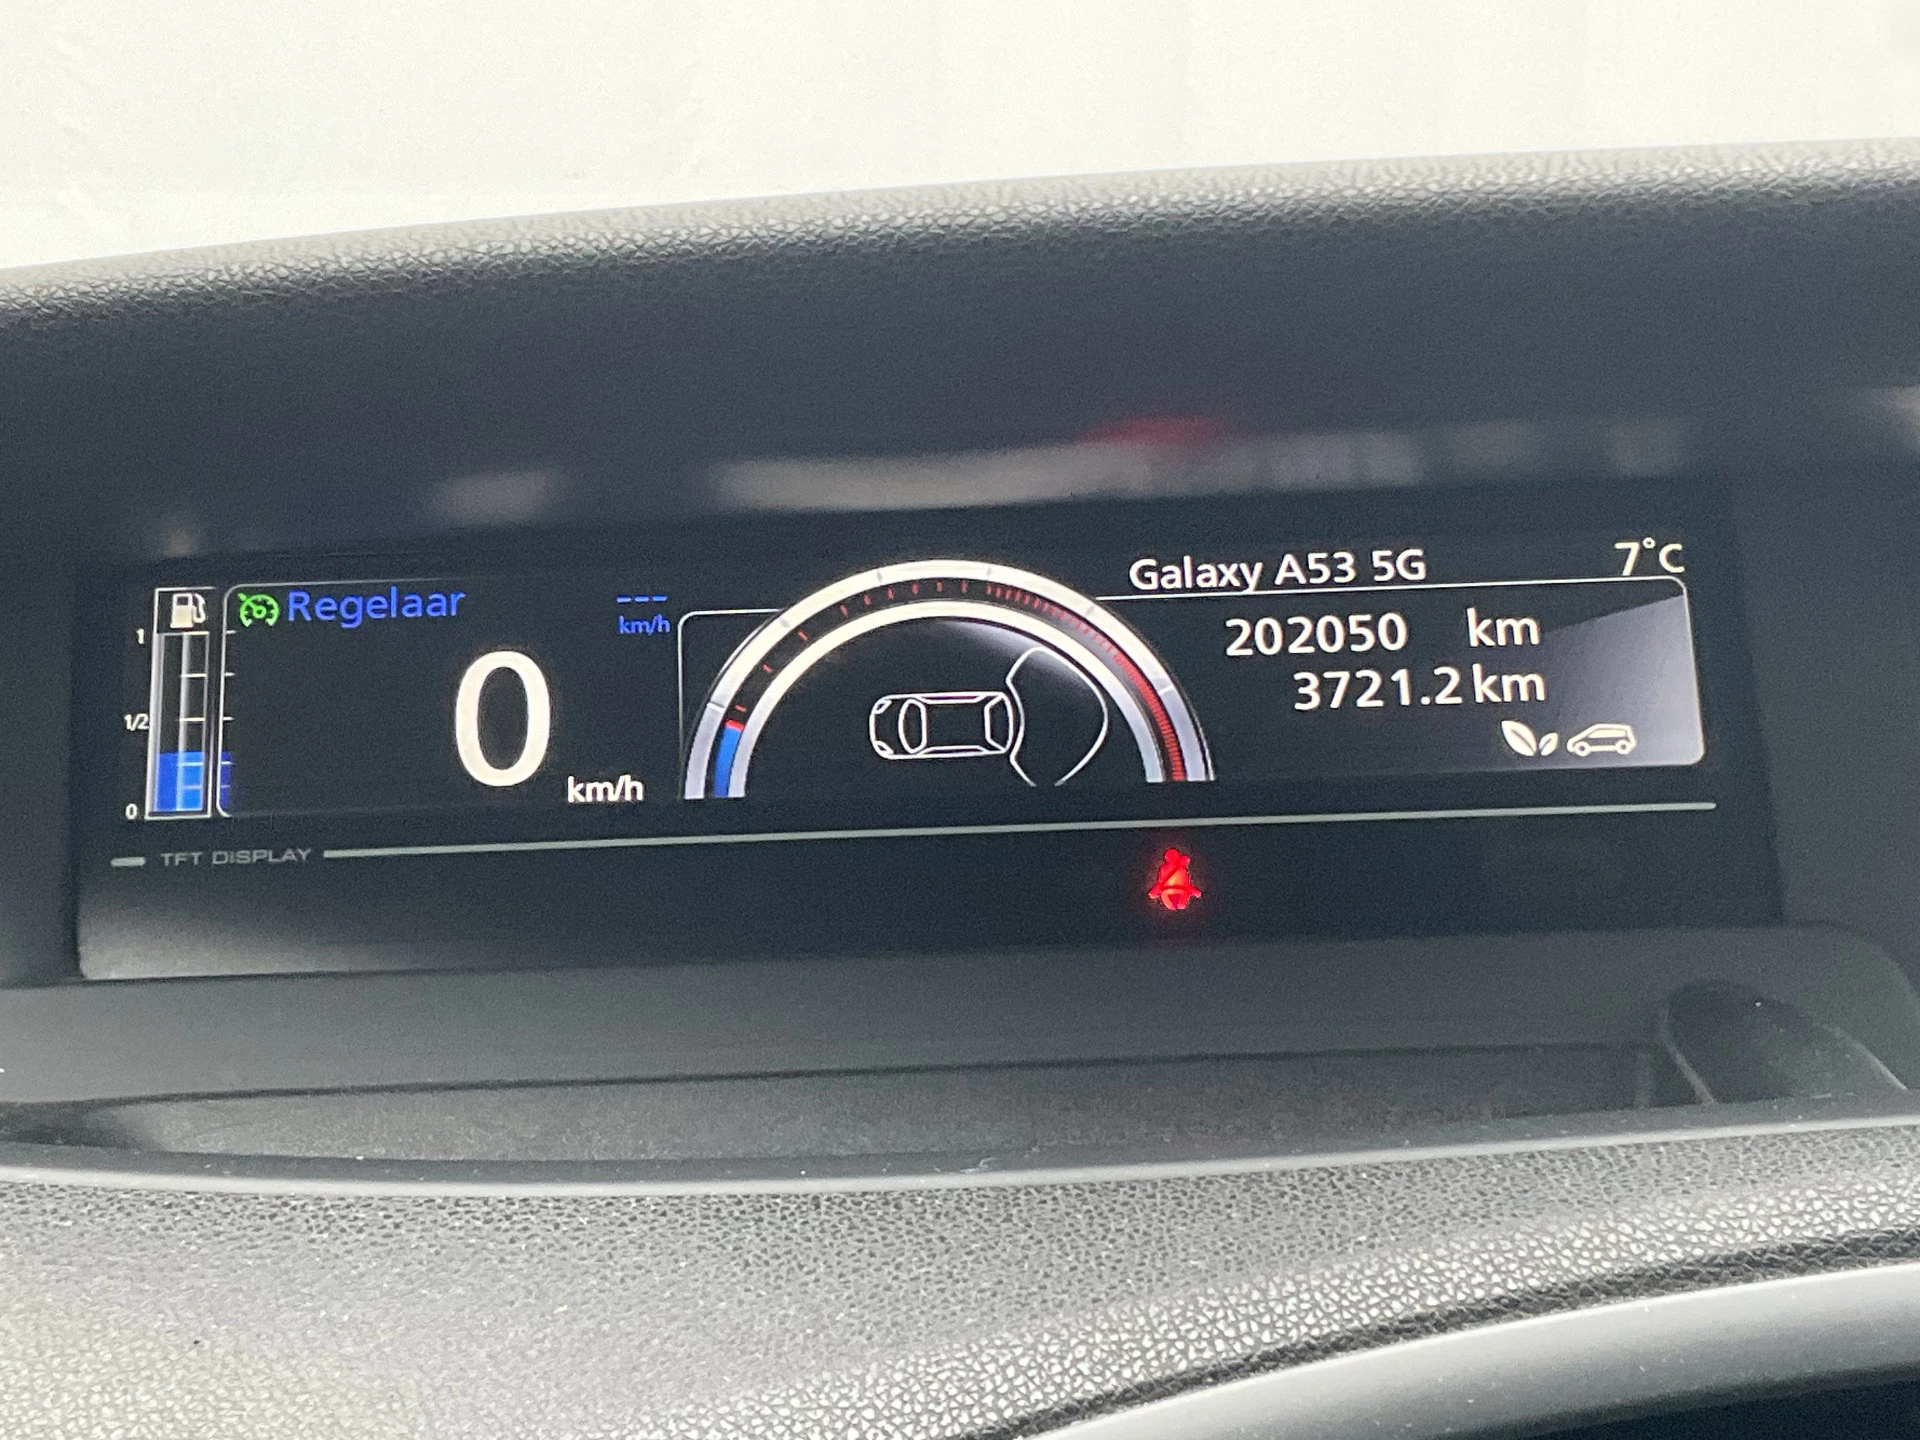 Galaxy A53 5G 7°C
Regelaar ---
km/h
202050 km
3721.2 km
1
1/2
0
0 km/h
TFT DISPLAY